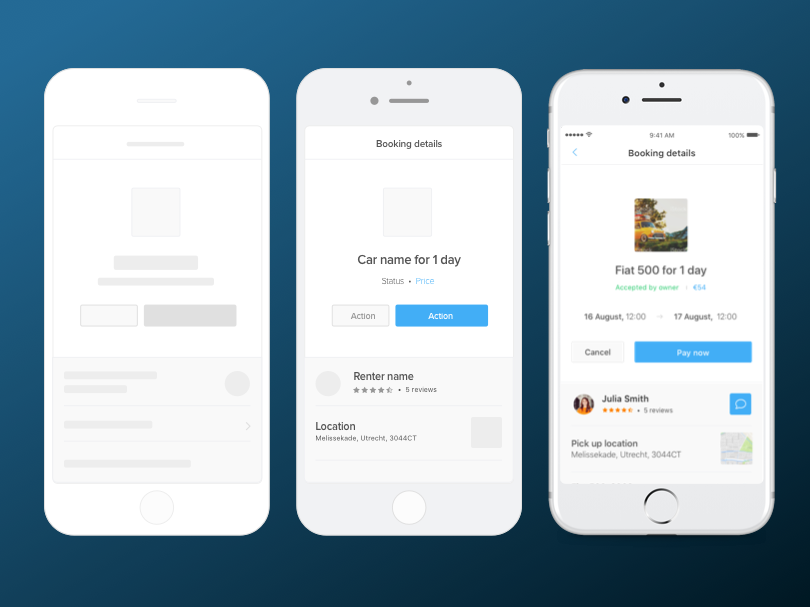 Booking details
Car name for 1 day
Status • Price
Action
Action
Renter name
• 5 reviews
Location
Melissekade, Utrecht, 3044CT
9:41 AM
100%
Booking details
Fiat 500 for 1 day
Accepted by owner · €54
16 August, 12:00 → 17 August, 12:00
Cancel
Pay now
Julia Smith
• 5 reviews
Pick up location
Melissekade, Utrecht, 3044CT